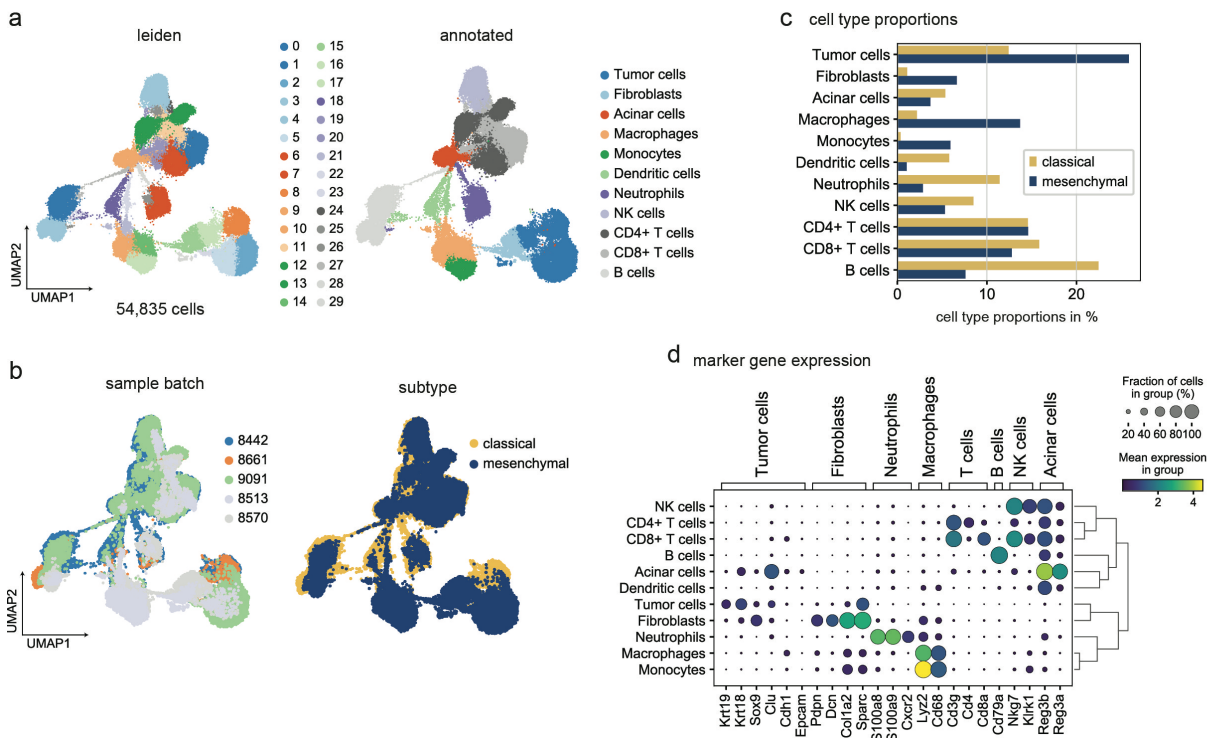 a
leiden
annotated
0
1
2
3
4
5
6
7
8
9
10
11
12
13
14
15
16
17
18
19
20
21
22
23
24
25
26
27
28
29
Tumor cells
Fibroblasts
Acinar cells
Macrophages
Monocytes
Dendritic cells
Neutrophils
NK cells
CD4+ T cells
CD8+ T cells
B cells
UMAP2
UMAP1
54,835 cells
b
sample batch
subtype
8442
8661
9091
8513
8570
classical
mesenchymal
UMAP2
UMAP1
c cell type proportions
Tumor cells
Fibroblasts
Acinar cells
Macrophages
Monocytes
Dendritic cells
Neutrophils
NK cells
CD4+ T cells
CD8+ T cells
B cells
classical
mesenchymal
0 10 20
cell type proportions in %
d marker gene expression
Tumor cells
Fibroblasts
Neutrophils
Macrophages
T cells
B cells
NK cells
Acinar cells
Fraction of cells
in group (%)
20 40 60 80 100
Mean expression
in group
2 4
NK cells
CD4+ T cells
CD8+ T cells
B cells
Acinar cells
Dendritic cells
Tumor cells
Fibroblasts
Neutrophils
Macrophages
Monocytes
Krt19
Krt18
Sox9
Clu
Cdh1
Epcam
Pdpn
Dcn
Col1a2
Sparc
S100a8
S100a9
Cxcr2
Lyz2
Cd68
Cd3g
Cd4
Cd8a
Cd79a
Nkg7
Klrk1
Reg3b
Reg3a